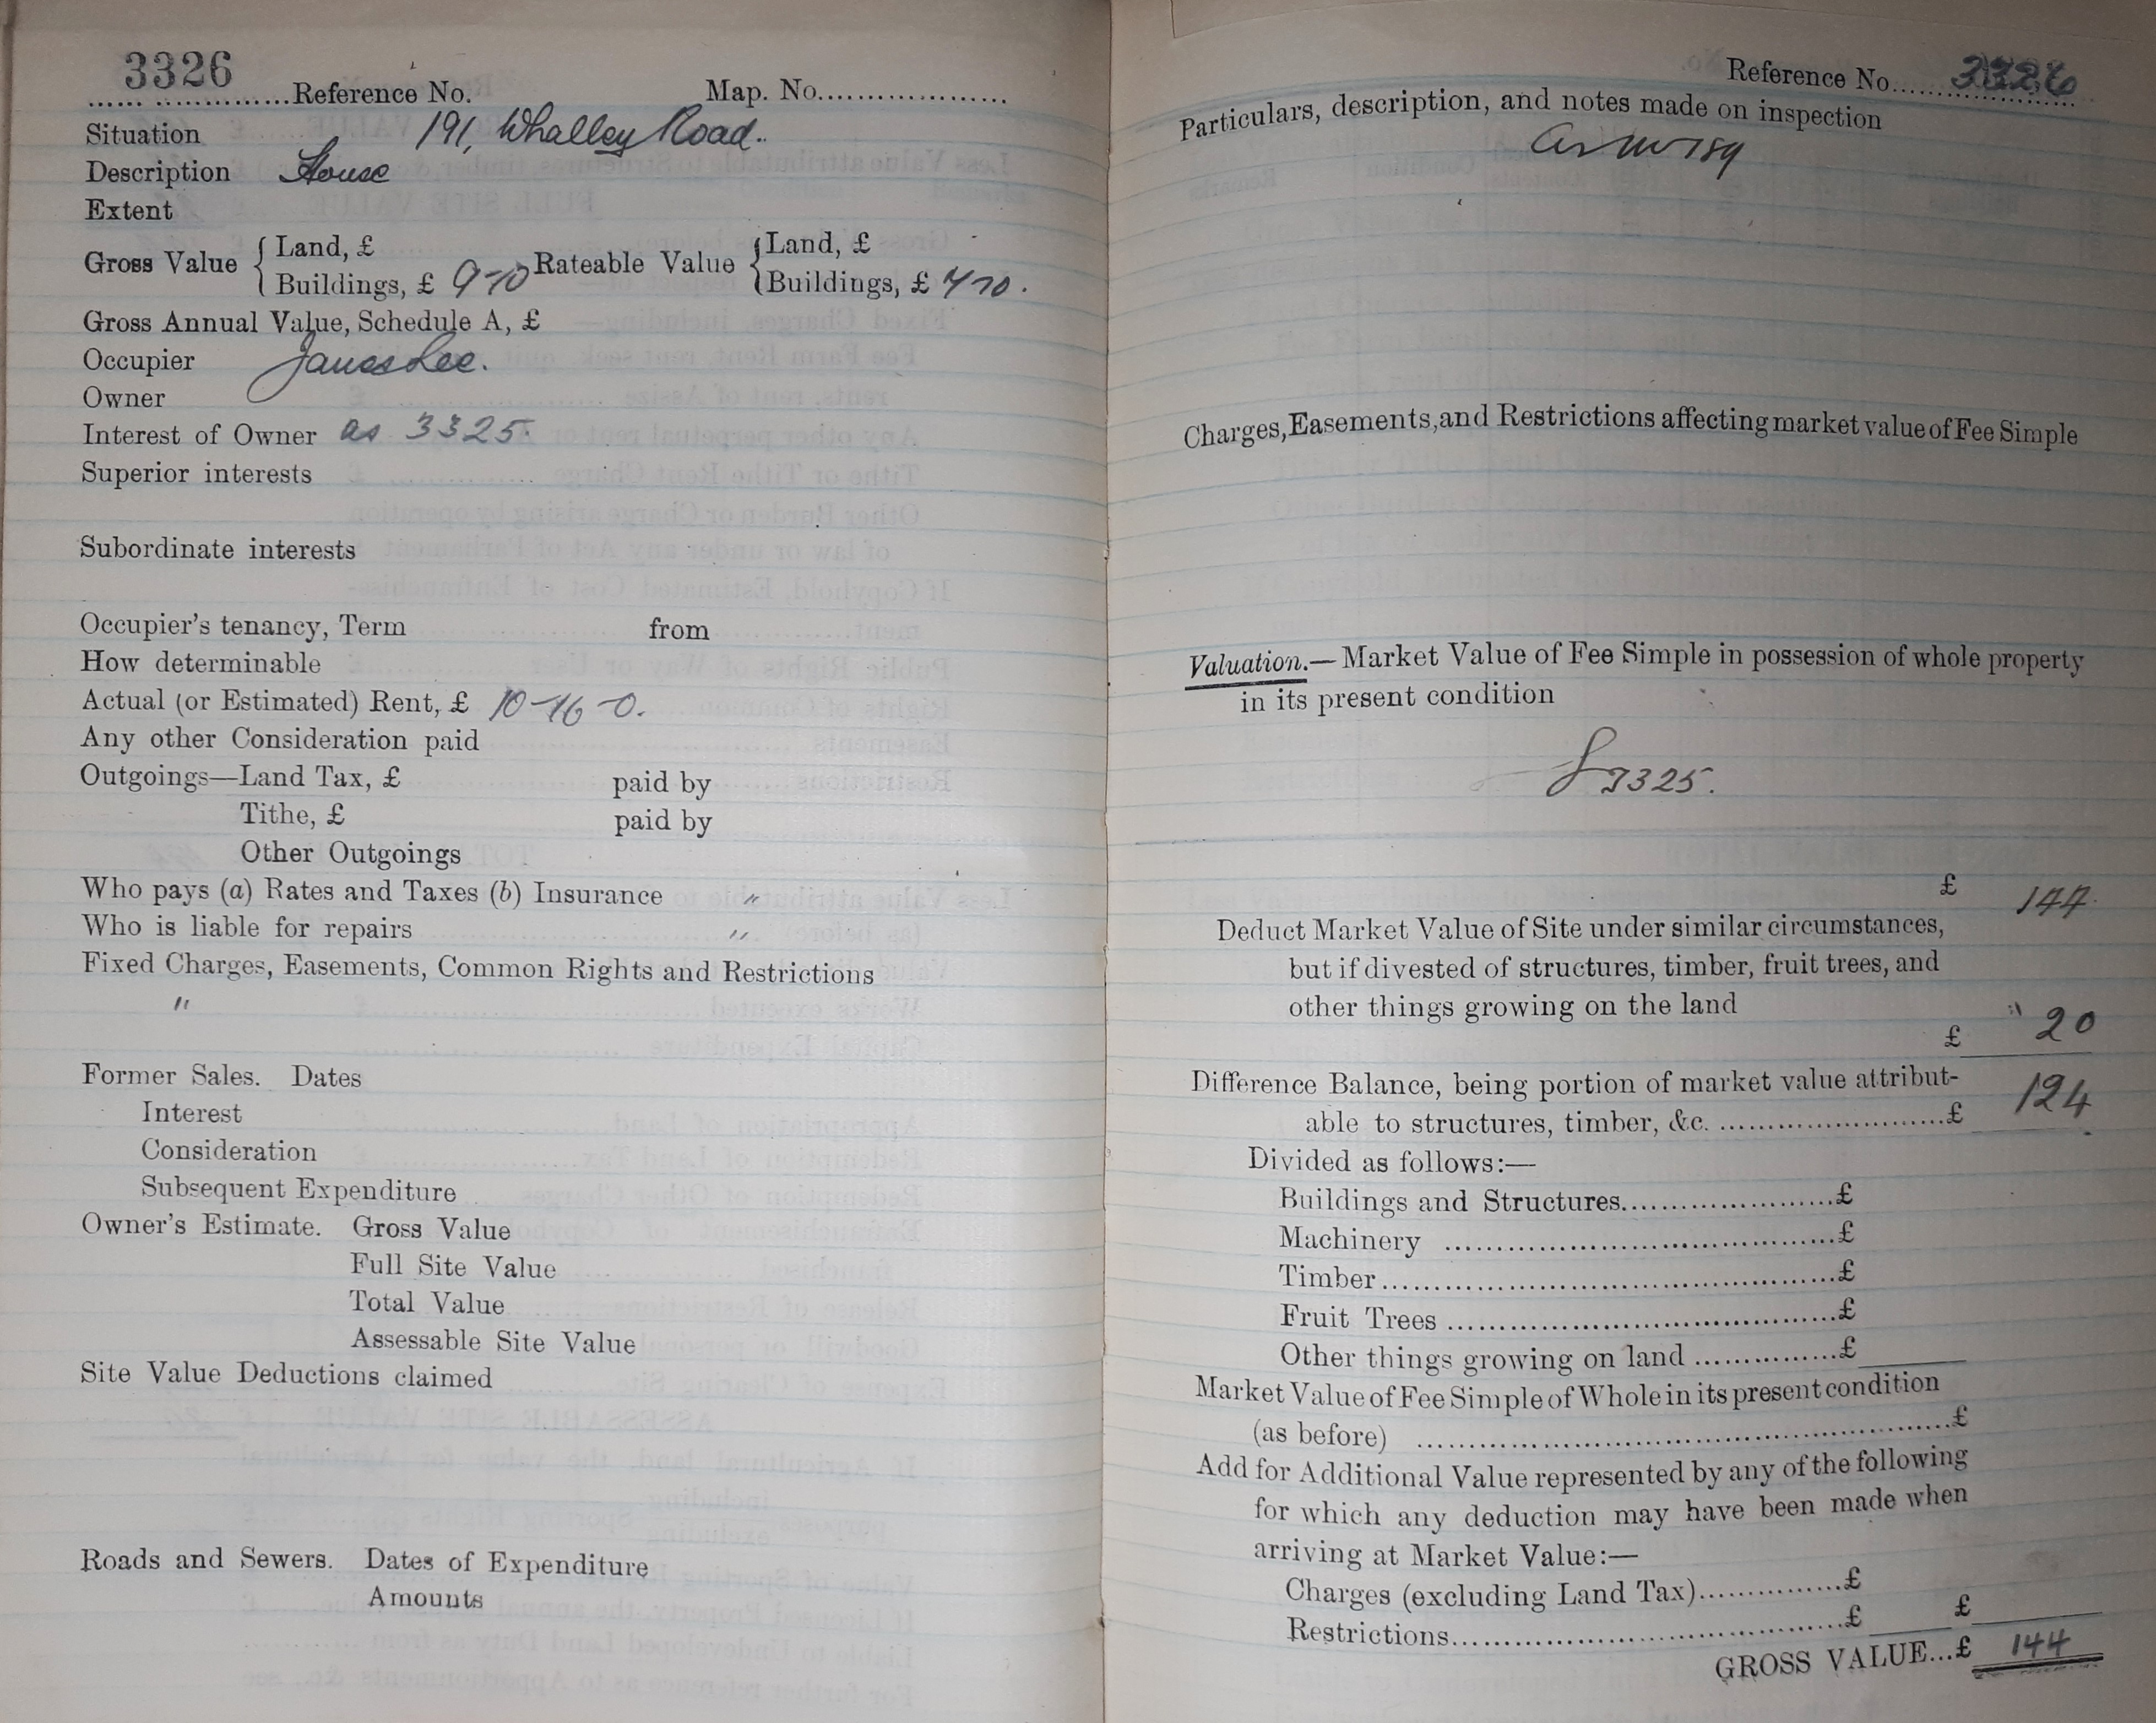 3326
Reference No. Map. No.
Situation 191, Whalley Road.
Description House
Extent
Gross Value { Land, £ Rateable Value { Land, £
Buildings, £ 9-10 Buildings, £ 7-10.
Gross Annual Value, Schedule A, £
Occupier James Lee.
Owner
Interest of Owner as 3325.
Superior interests
Subordinate interests
Occupier's tenancy, Term from
How determinable
Actual (or Estimated) Rent, £ 10-16-0.
Any other Consideration paid
Outgoings—Land Tax, £ paid by
Tithe, £ paid by
Other Outgoings
Who pays (a) Rates and Taxes (b) Insurance "
Who is liable for repairs "
Fixed Charges, Easements, Common Rights and Restrictions
"
Former Sales. Dates
Interest
Consideration
Subsequent Expenditure
Owner's Estimate. Gross Value
Full Site Value
Total Value
Assessable Site Value
Site Value Deductions claimed
Roads and Sewers. Dates of Expenditure
Amounts
Reference No. 3326
Particulars, description, and notes made on inspection
Charges, Easements, and Restrictions affecting market value of Fee Simple
Valuation.—Market Value of Fee Simple in possession of whole property
in its present condition
3325.
£ 144
Deduct Market Value of Site under similar circumstances,
but if divested of structures, timber, fruit trees, and
other things growing on the land
£ 20
Difference Balance, being portion of market value attribut-
able to structures, timber, &c. £ 124
Divided as follows:—
Buildings and Structures £
Machinery £
Timber £
Fruit Trees £
Other things growing on land £
Market Value of Fee Simple of Whole in its present condition
(as before) £
Add for Additional Value represented by any of the following
for which any deduction may have been made when
arriving at Market Value:—
Charges (excluding Land Tax) £
Restrictions £ £
GROSS VALUE...£ 144